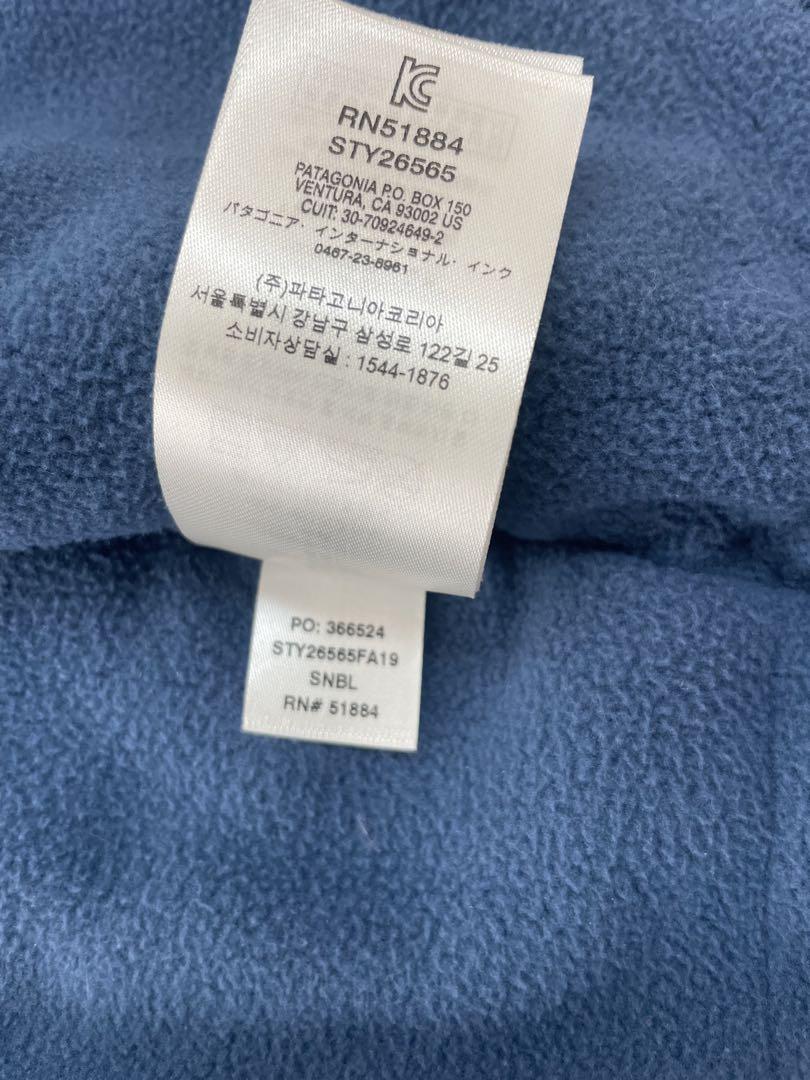 KC
RN51884
STY26565
PATAGONIA P.O. BOX 150
VENTURA, CA 93002 US
CUIT: 30-70924649-2
パタゴニア・インターナショナル・インク
0467-23-8961
(주)파타고니아코리아
서울특별시 강남구 삼성로 122길 25
소비자상담실 : 1544-1876
PO: 366524
STY26565FA19
SNBL
RN# 51884